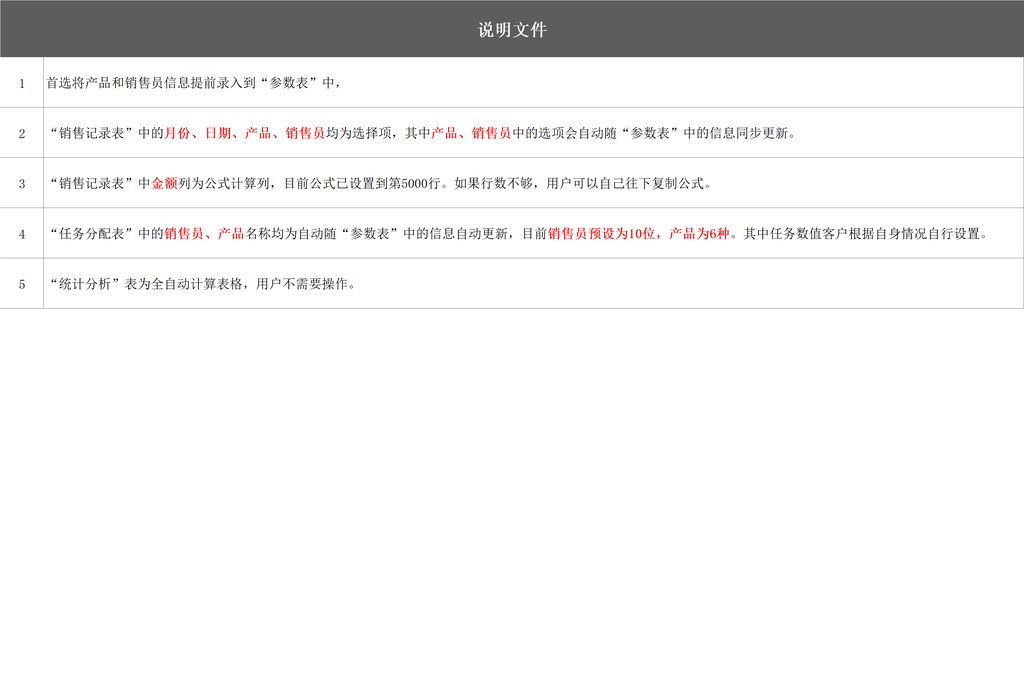 说明文件
1 首选将产品和销售员信息提前录入到“参数表”中，
2 “销售记录表”中的月份、日期、产品、销售员均为选择项，其中产品、销售员中的选项会自动随“参数表”中的信息同步更新。
3 “销售记录表”中金额列为公式计算列，目前公式已设置到第5000行。如果行数不够，用户可以自己往下复制公式。
4 “任务分配表”中的销售员、产品名称均为自动随“参数表”中的信息自动更新，目前销售员预设为10位，产品为6种。其中任务数值客户根据自身情况自行设置。
5 “统计分析”表为全自动计算表格，用户不需要操作。